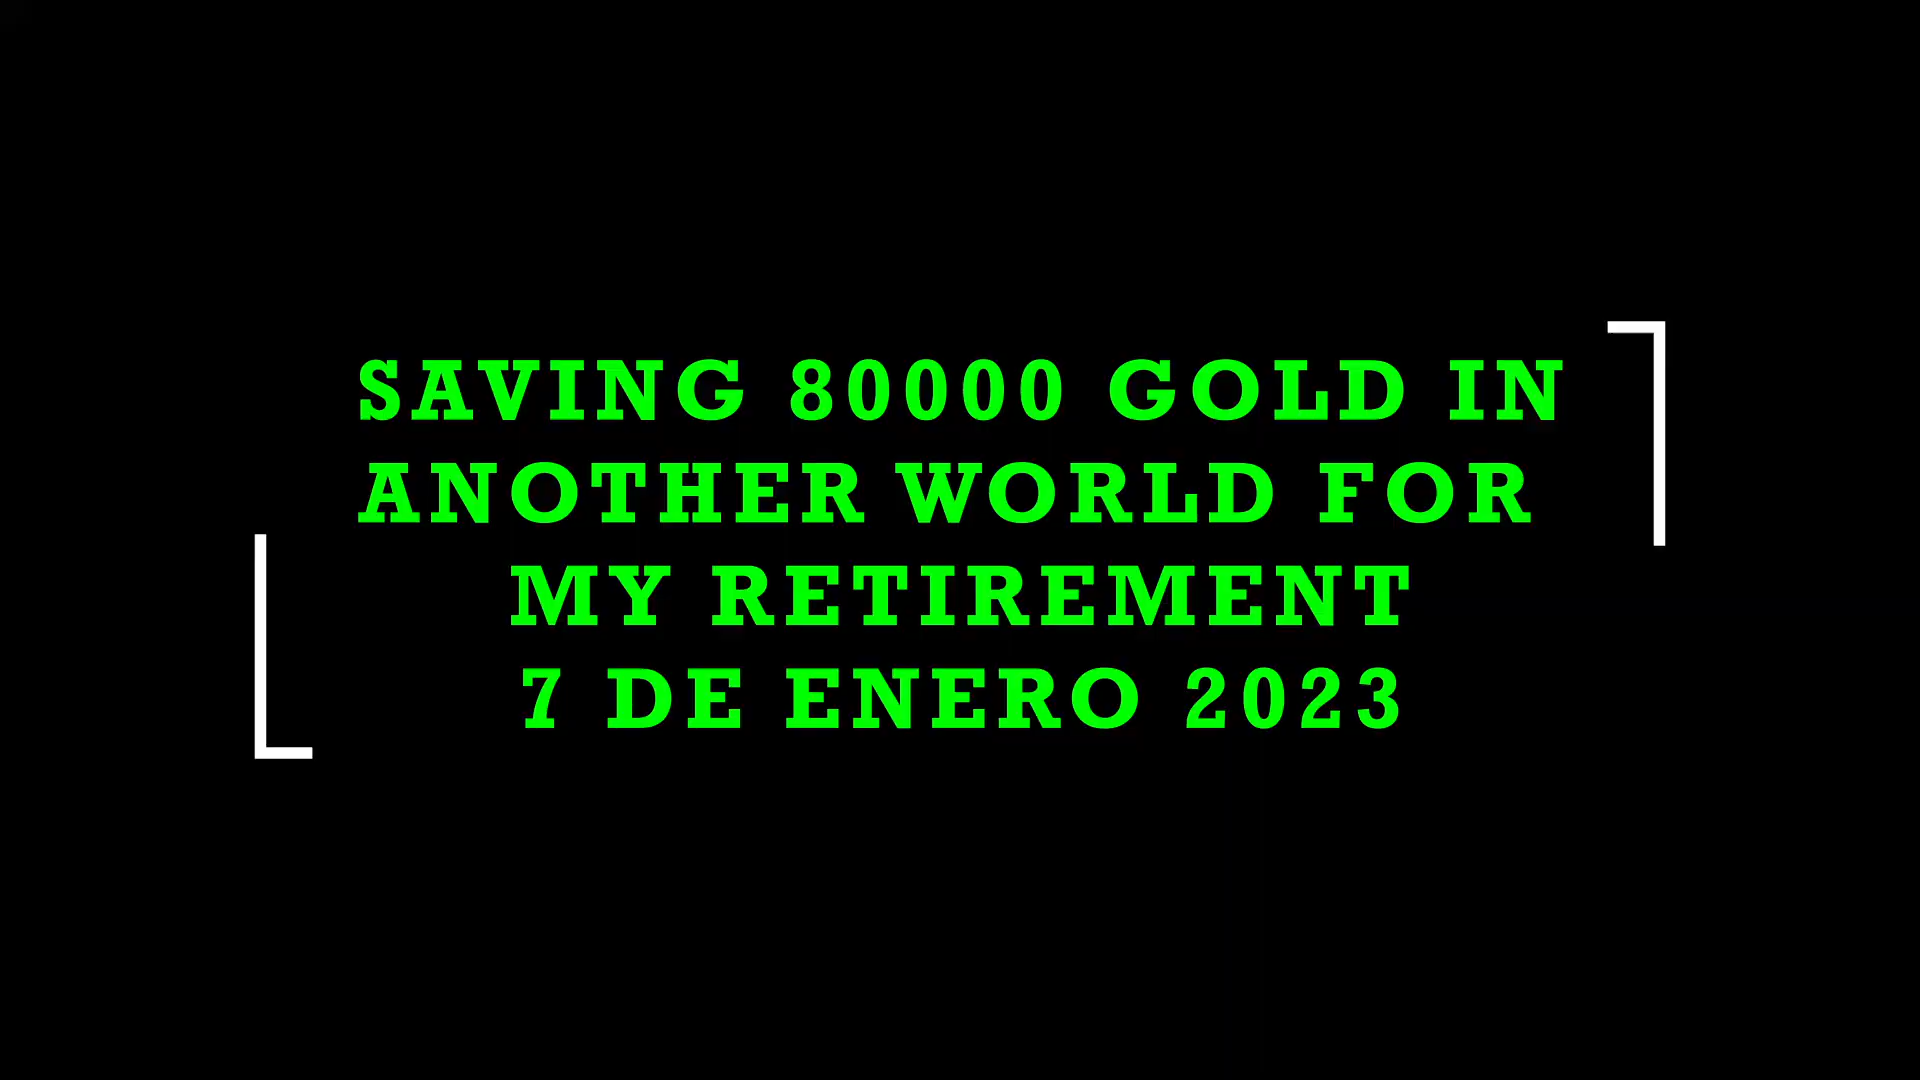 SAVING 80000 GOLD IN
ANOTHER WORLD FOR
MY RETIREMENT
7 DE ENERO 2023